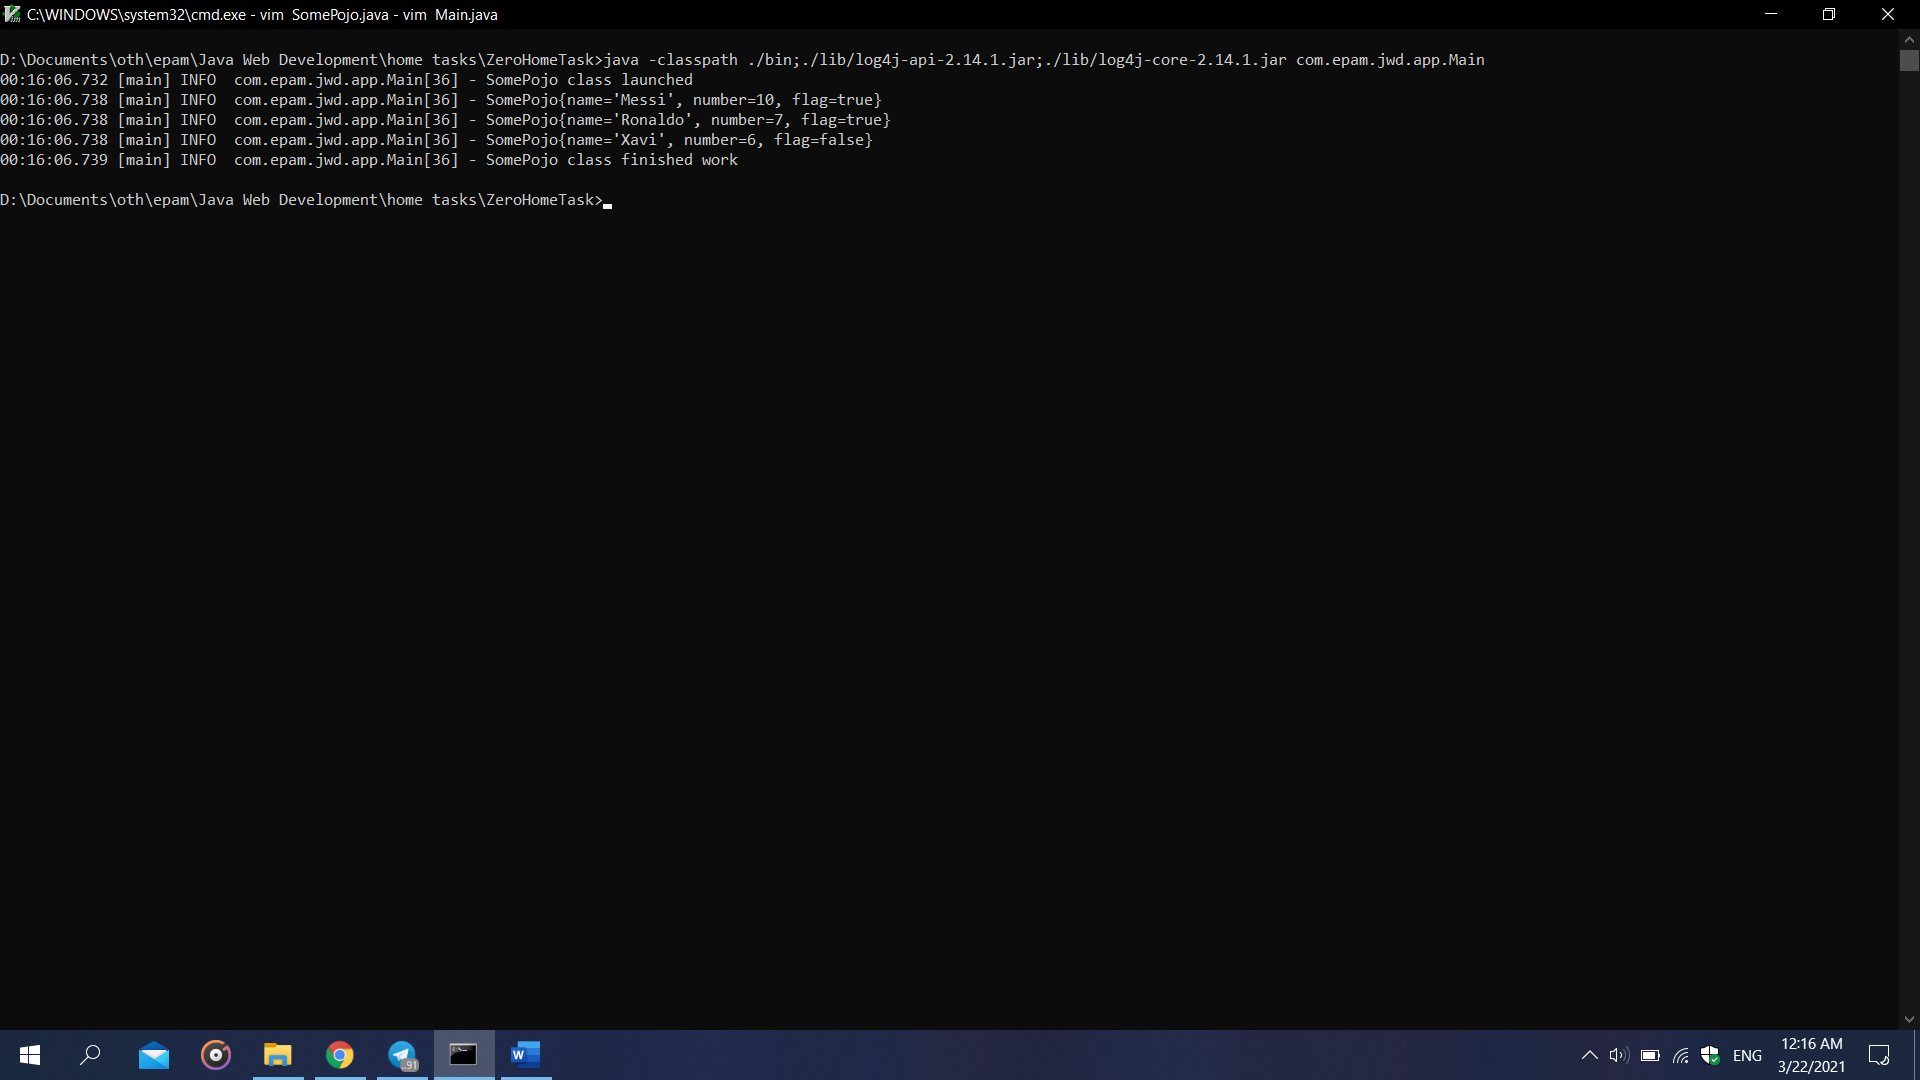 C:\WINDOWS\system32\cmd.exe - vim  SomePojo.java - vim  Main.java
D:\Documents\oth\epam\Java Web Development\home tasks\ZeroHomeTask>java -classpath ./bin;./lib/log4j-api-2.14.1.jar;./lib/log4j-core-2.14.1.jar com.epam.jwd.app.Main
00:16:06.732 [main] INFO  com.epam.jwd.app.Main[36] - SomePojo class launched
00:16:06.738 [main] INFO  com.epam.jwd.app.Main[36] - SomePojo{name='Messi', number=10, flag=true}
00:16:06.738 [main] INFO  com.epam.jwd.app.Main[36] - SomePojo{name='Ronaldo', number=7, flag=true}
00:16:06.738 [main] INFO  com.epam.jwd.app.Main[36] - SomePojo{name='Xavi', number=6, flag=false}
00:16:06.739 [main] INFO  com.epam.jwd.app.Main[36] - SomePojo class finished work
D:\Documents\oth\epam\Java Web Development\home tasks\ZeroHomeTask>
..91
W
ENG
12:16 AM
3/22/2021